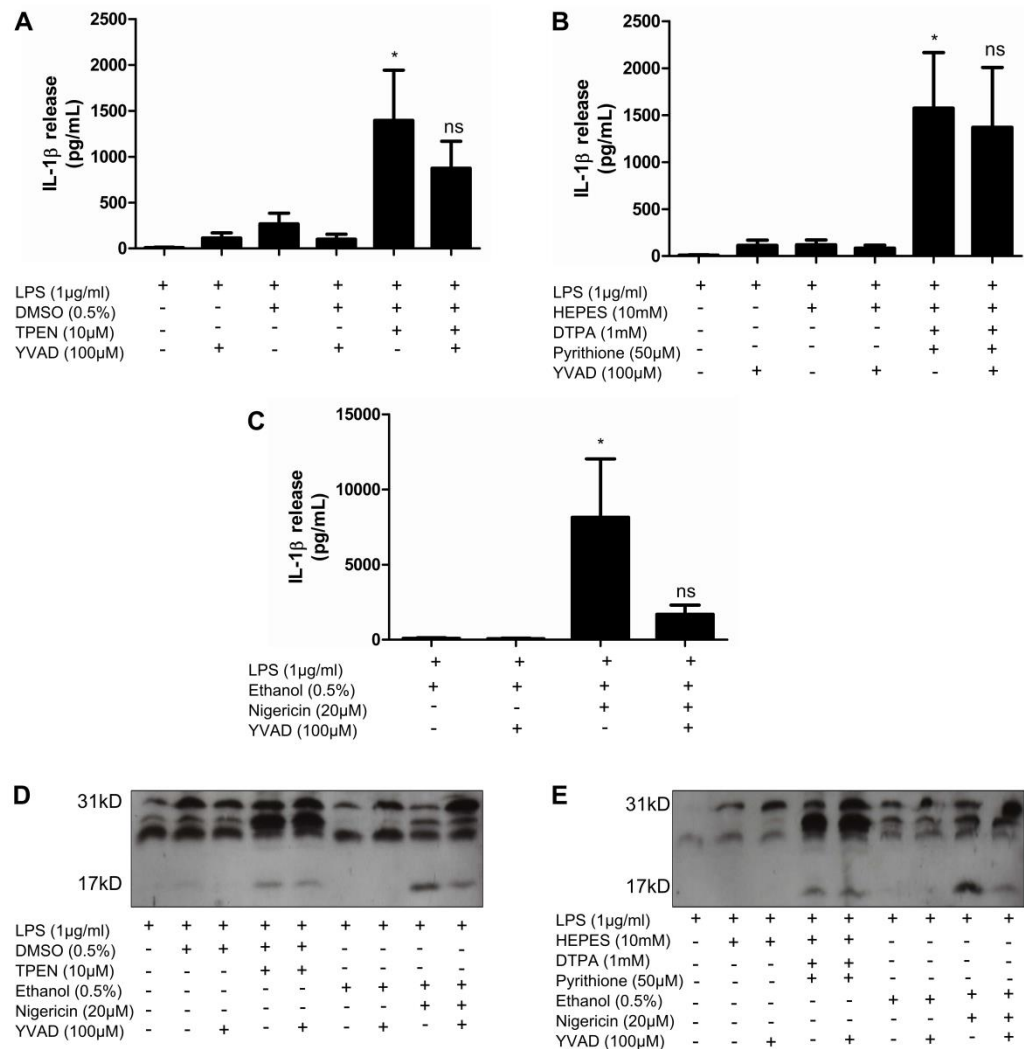 A
IL-1β release
(pg/mL)
2500
2000
1500
1000
500
0
*
ns
LPS (1µg/ml) + + + + + +
DMSO (0.5%) - - + + + +
TPEN (10µM) - - - - + +
YVAD (100µM) - + - + - +
B
IL-1β release
(pg/mL)
2500
2000
1500
1000
500
0
*
ns
LPS (1µg/ml) + + + + + +
HEPES (10mM) - - + + + +
DTPA (1mM) - - - - + +
Pyrithione (50µM) - - - - + +
YVAD (100µM) - + - + - +
C
IL-1β release
(pg/mL)
15000
10000
5000
0
*
ns
LPS (1µg/ml) + + + +
Ethanol (0.5%) + + + +
Nigericin (20µM) - - + +
YVAD (100µM) - + - +
D
31kD
17kD
LPS (1µg/ml) + + + + + + + + +
DMSO (0.5%) - + + + + - - - -
TPEN (10µM) - - - + + - - - -
Ethanol (0.5%) - - - - - + + + +
Nigericin (20µM) - - - - - - - + +
YVAD (100µM) - - + - + - + - +
E
31kD
17kD
LPS (1µg/ml) + + + + + + + + +
HEPES (10mM) - + + + + - - - -
DTPA (1mM) - - - + + - - - -
Pyrithione (50µM) - - - + + - - - -
Ethanol (0.5%) - - - - - + + + +
Nigericin (20µM) - - - - - - - + +
YVAD (100µM) - - + - + - + - +